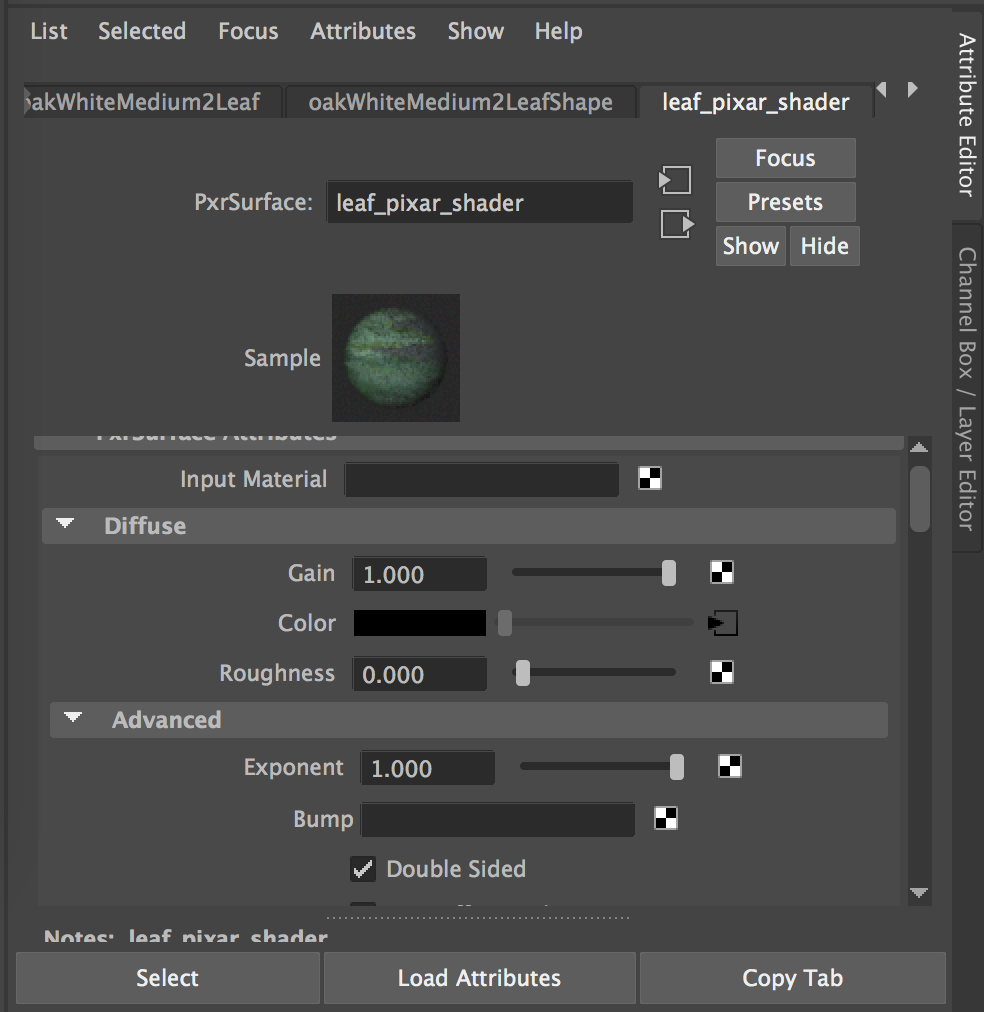 List Selected Focus Attributes Show Help
oakWhiteMedium2LeafShape leaf_pixar_shader
PxrSurface: leaf_pixar_shader
Focus
Presets
Show Hide
Sample
PxrSurface Attributes
Input Material
Diffuse
Gain 1.000
Color
Roughness 0.000
Advanced
Exponent 1.000
Bump
Double Sided
Notes: leaf_pixar_shader
Select Load Attributes Copy Tab
Attribute Editor
Channel Box / Layer Editor